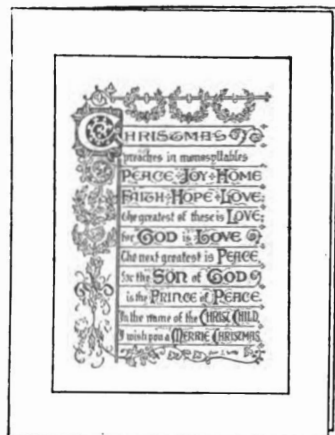 CHRISTMAS
preaches in monosyllables
PEACE JOY HOME
FAITH HOPE LOVE:
the greatest of these is LOVE:
for GOD is LOVE
The next greatest is PEACE,
for the SON of GOD
is the PRINCE of PEACE.
In the name of the CHRIST CHILD,
I wish you a MERRIE CHRISTMAS.